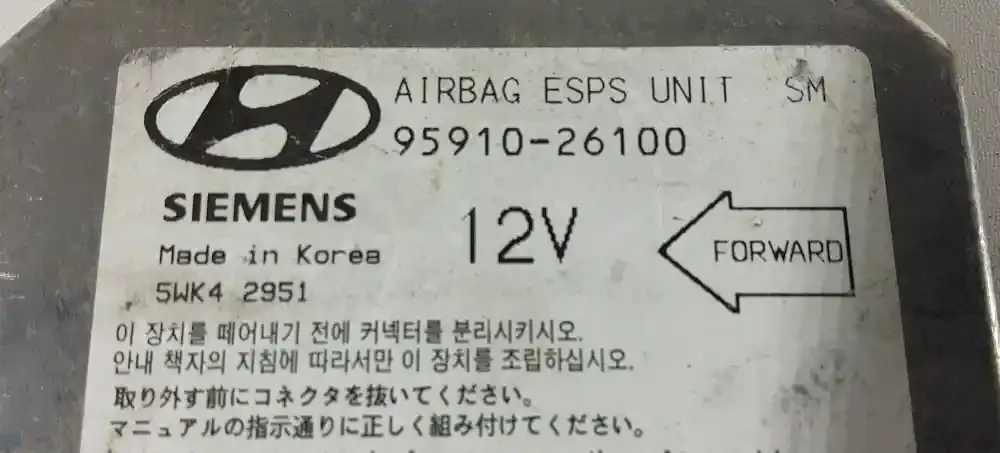 AIRBAG ESPS UNIT SM
95910-26100
SIEMENS
12V
FORWARD
Made in Korea
5WK4 2951
이 장치를 떼어내기 전에 커넥터를 분리시키시오.
안내 책자의 지침에 따라서만 이 장치를 조립하십시오.
取り外す前にコネクタを抜いてください。
マニュアルの指示通りに正しく組み付けてください。